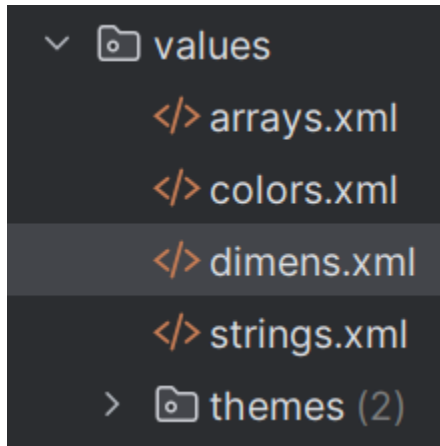 values
</> arrays.xml
</> colors.xml
</> dimens.xml
</> strings.xml
themes (2)